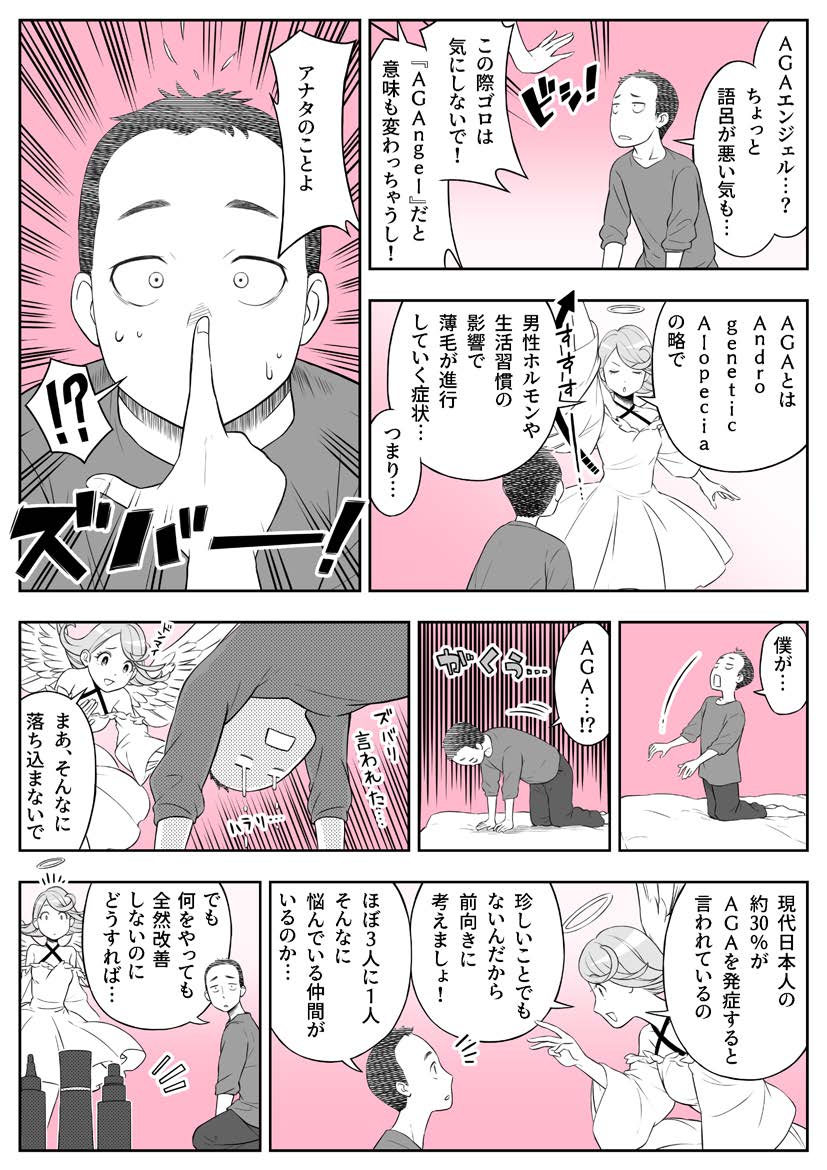 AGAエンジェル…？
ちょっと
語呂が悪い気も…
ビシ！
この際ゴロは
気にしないで！
『AGAngel』だと
意味も変わっちゃうし！
AGAとは
Andro
genetic
Alopecia
の略で
すすす
男性ホルモンや
生活習慣の
影響で
薄毛が進行
していく症状…
つまり…
アナタのことよ
!?
ズバーー！
僕が…
AGA…!?
がくぅ…
ズバリ
言われた…
ハラリ…
まあ、そんなに
落ち込まないで
現代日本人の
約30％が
AGAを発症すると
言われているの
珍しいことでも
ないんだから
前向きに
考えましょ！
ほぼ3人に1人
そんなに
悩んでいる仲間が
いるのか…
でも
何をやっても
全然改善
しないのに
どうすれば…